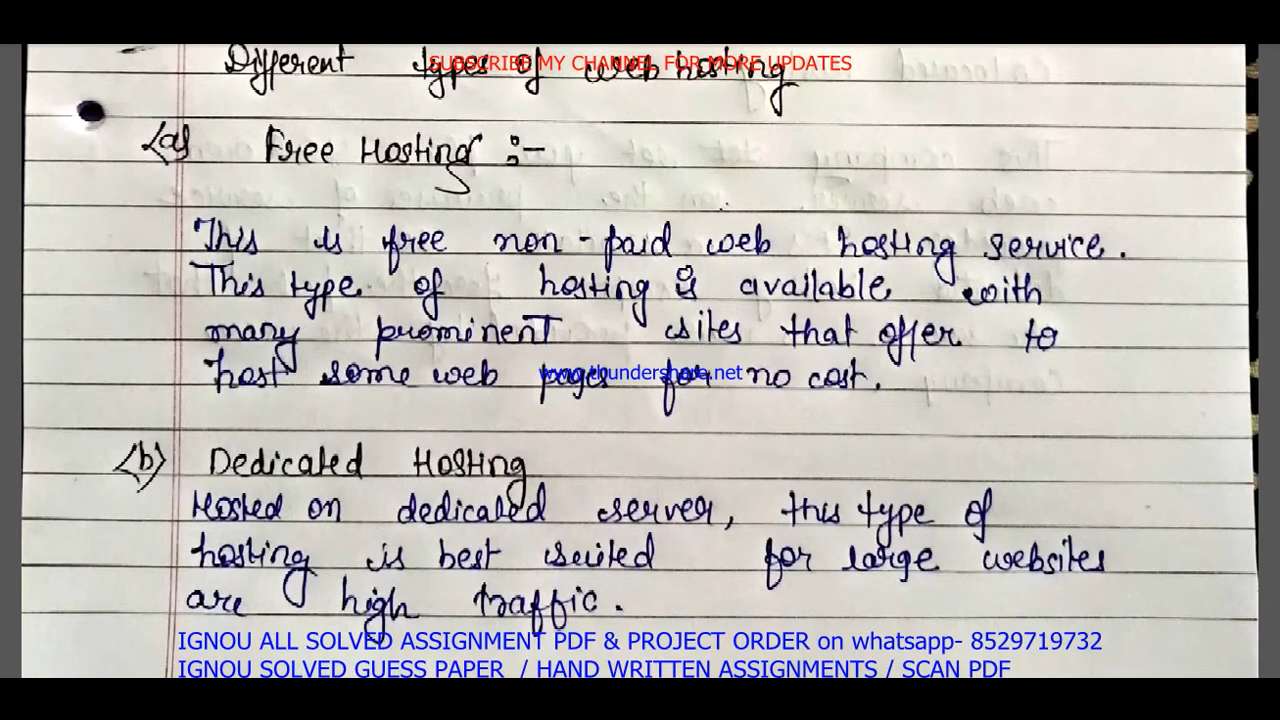 Different types of web hosting
SUBSCRIBE MY CHANNEL FOR MORE UPDATES
(a) Free Hosting :-
This is free non-paid web hosting service.
This type of hosting is available with
many prominent sites that offer to
host some web pages for no cost.
www.thundershare.net
(b) Dedicated Hosting
Hosted on dedicated server, this type of
hosting is best suited for large websites
are high traffic.
IGNOU ALL SOLVED ASSIGNMENT PDF & PROJECT ORDER on whatsapp- 8529719732
IGNOU SOLVED GUESS PAPER / HAND WRITTEN ASSIGNMENTS / SCAN PDF